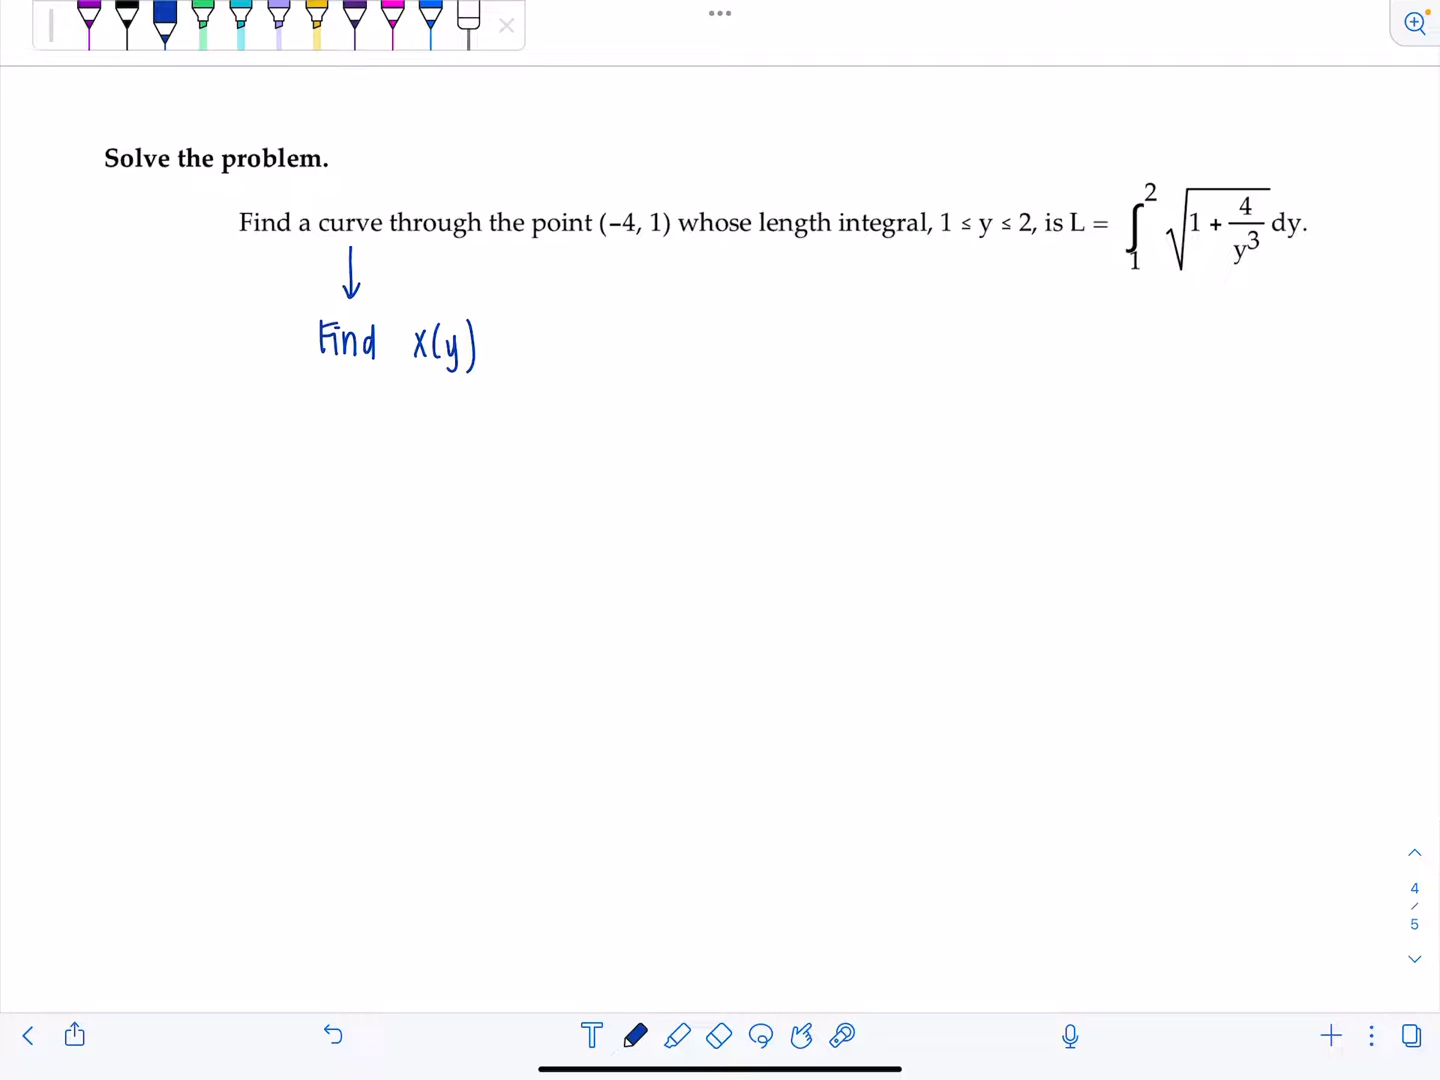 Solve the problem.
Find a curve through the point (−4, 1) whose length integral, 1 ≤ y ≤ 2, is L = ∫₁² √(1 + 4/y³) dy.
Find x(y)
4
/
5
T